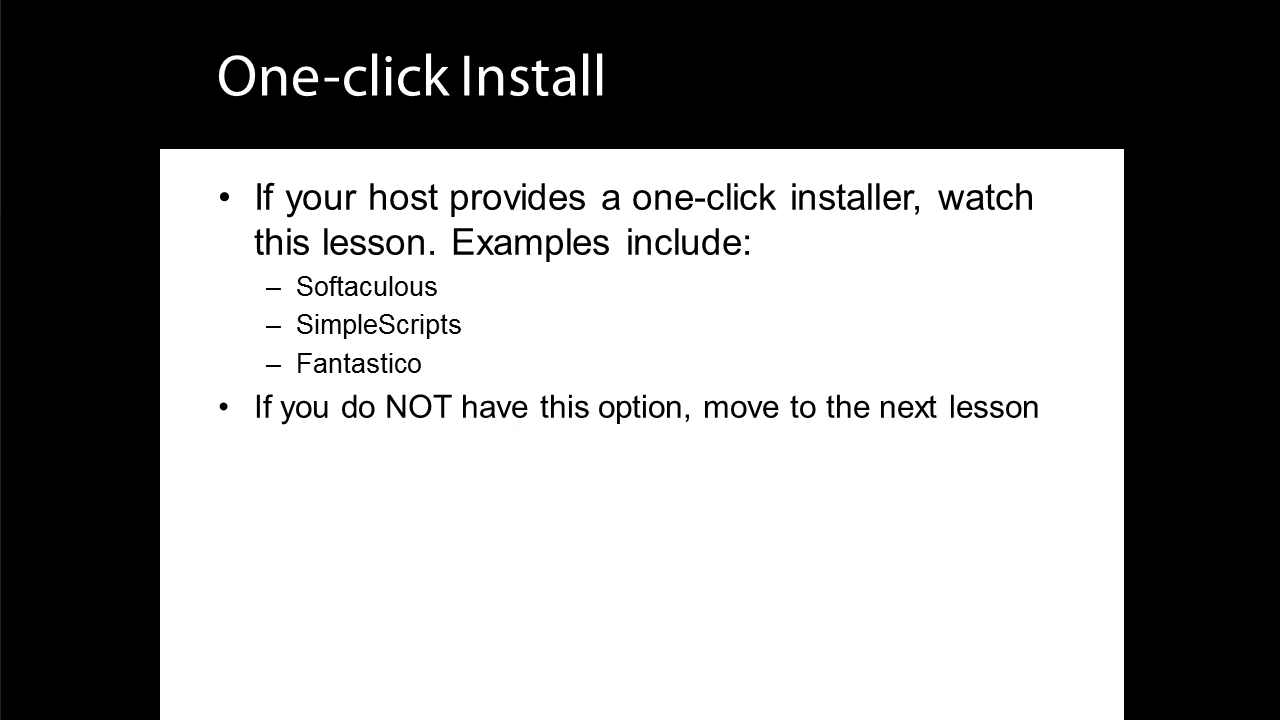 One-click Install
• If your host provides a one-click installer, watch
this lesson. Examples include:
– Softaculous
– SimpleScripts
– Fantastico
• If you do NOT have this option, move to the next lesson